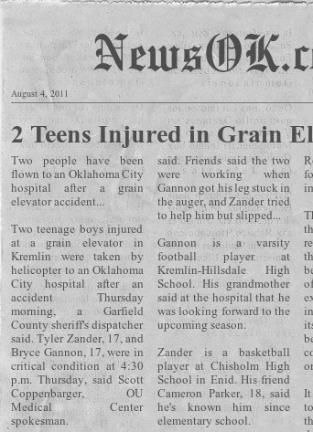 NewsOK.c
August 4, 2011
2 Teens Injured in Grain El
Two people have been
flown to an Oklahoma City
hospital after a grain
elevator accident...
Two teenage boys injured
at a grain elevator in
Kremlin were taken by
helicopter to an Oklahoma
City hospital after an
accident Thursday
morning, a Garfield
County sheriff's dispatcher
said. Tyler Zander, 17, and
Bryce Gannon, 17, were in
critical condition at 4:30
p.m. Thursday, said Scott
Coppenbarger, OU
Medical Center
spokesman.
said. Friends said the two
were working when
Gannon got his leg stuck in
the auger, and Zander tried
to help him but slipped...
Gannon is a varsity
football player at
Kremlin-Hillsdale High
School. His grandmother
said at the hospital that he
was looking forward to the
upcoming season.
Zander is a basketball
player at Chisholm High
School in Enid. His friend
Cameron Parker, 18, said
he's known him since
elementary school.